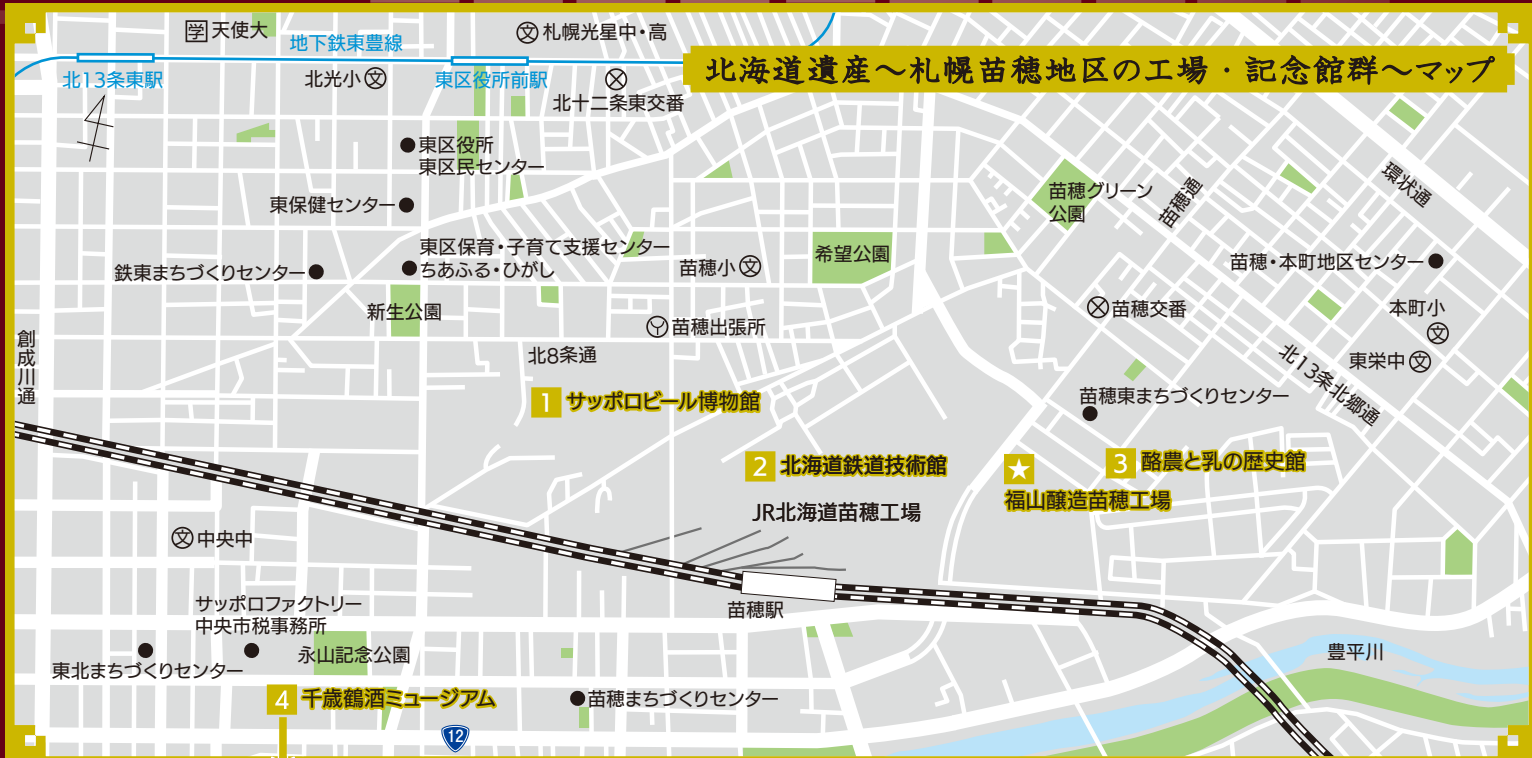 北海道遺産～札幌苗穂地区の工場・記念館群～マップ
学 天使大
地下鉄東豊線
文 札幌光星中・高
北13条東駅
北光小 文
東区役所前駅
北十二条東交番
東区役所
東区民センター
東保健センター
東区保育・子育て支援センター
ちあふる・ひがし
鉄東まちづくりセンター
苗穂小 文
希望公園
苗穂グリーン
公園
苗穂通
環状通
苗穂・本町地区センター
新生公園
苗穂出張所
苗穂交番
本町小
文
創成川通
北8条通
北13条北郷通
東栄中 文
1 サッポロビール博物館
苗穂東まちづくりセンター
2 北海道鉄道技術館
JR北海道苗穂工場
★
福山醸造苗穂工場
3 酪農と乳の歴史館
文 中央中
苗穂駅
サッポロファクトリー
中央市税事務所
東北まちづくりセンター
永山記念公園
豊平川
4 千歳鶴酒ミュージアム
苗穂まちづくりセンター
12